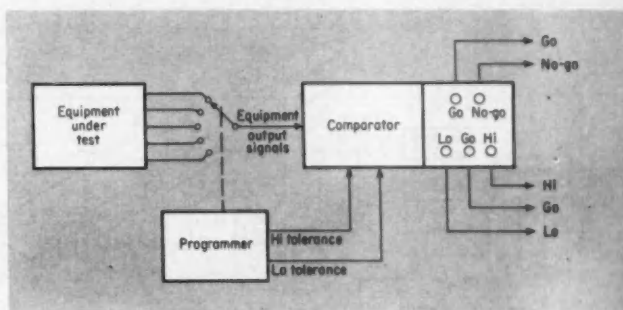 Go
No-go
Equipment
under
test
Equipment
output
signals
Comparator
Go No-go
Lo Go Hi
Hi
Go
Lo
Programmer
Hi tolerance
Lo tolerance